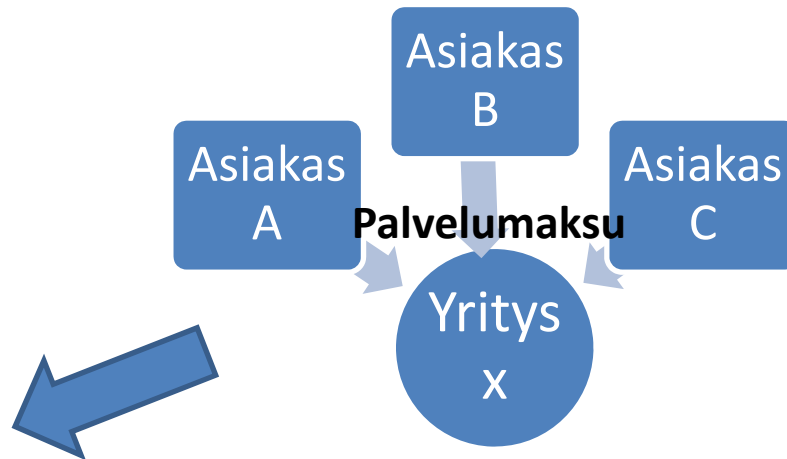 Asiakas
B
Asiakas
A
Asiakas
C
Palvelumaksu
Yritys
x